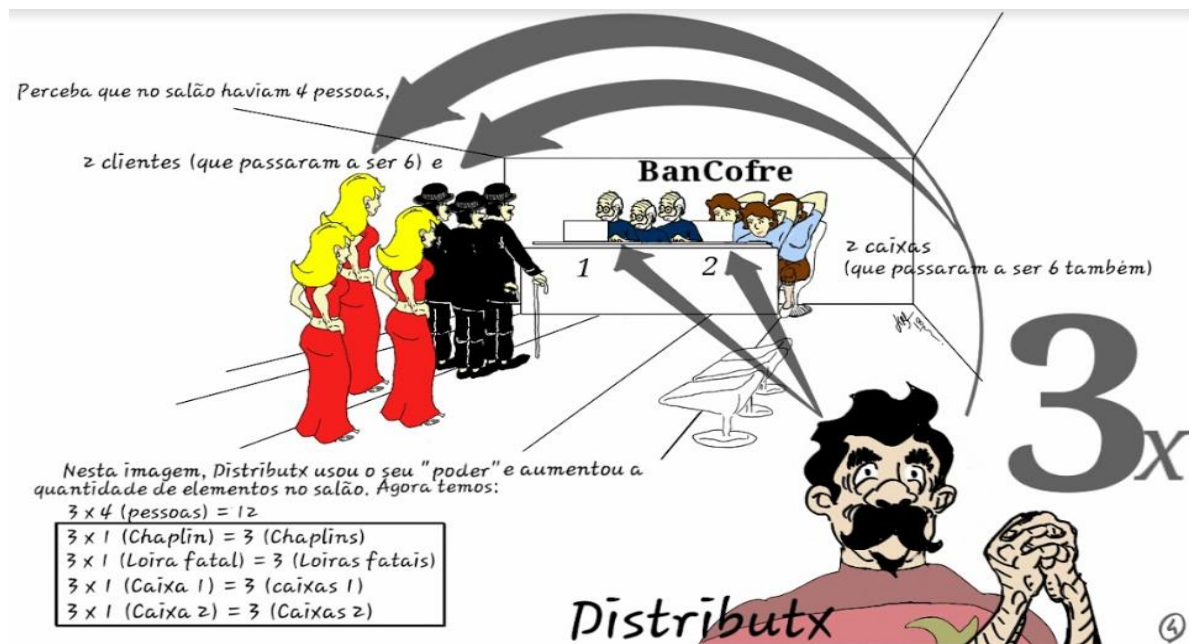 Perceba que no salão haviam 4 pessoas,
2 clientes (que passaram a ser 6) e
BanCofre
2 caixas
(que passaram a ser 6 também)
1
2
3x
Nesta imagem, Distributx usou o seu "poder" e aumentou a
quantidade de elementos no salão. Agora temos:
3 x 4 (pessoas) = 12
3 x 1 (Chaplin) = 3 (Chaplins)
3 x 1 (Loira fatal) = 3 (Loiras fatais)
3 x 1 (Caixa 1) = 3 (caixas 1)
3 x 1 (Caixa 2) = 3 (Caixas 2)
Distributx
4